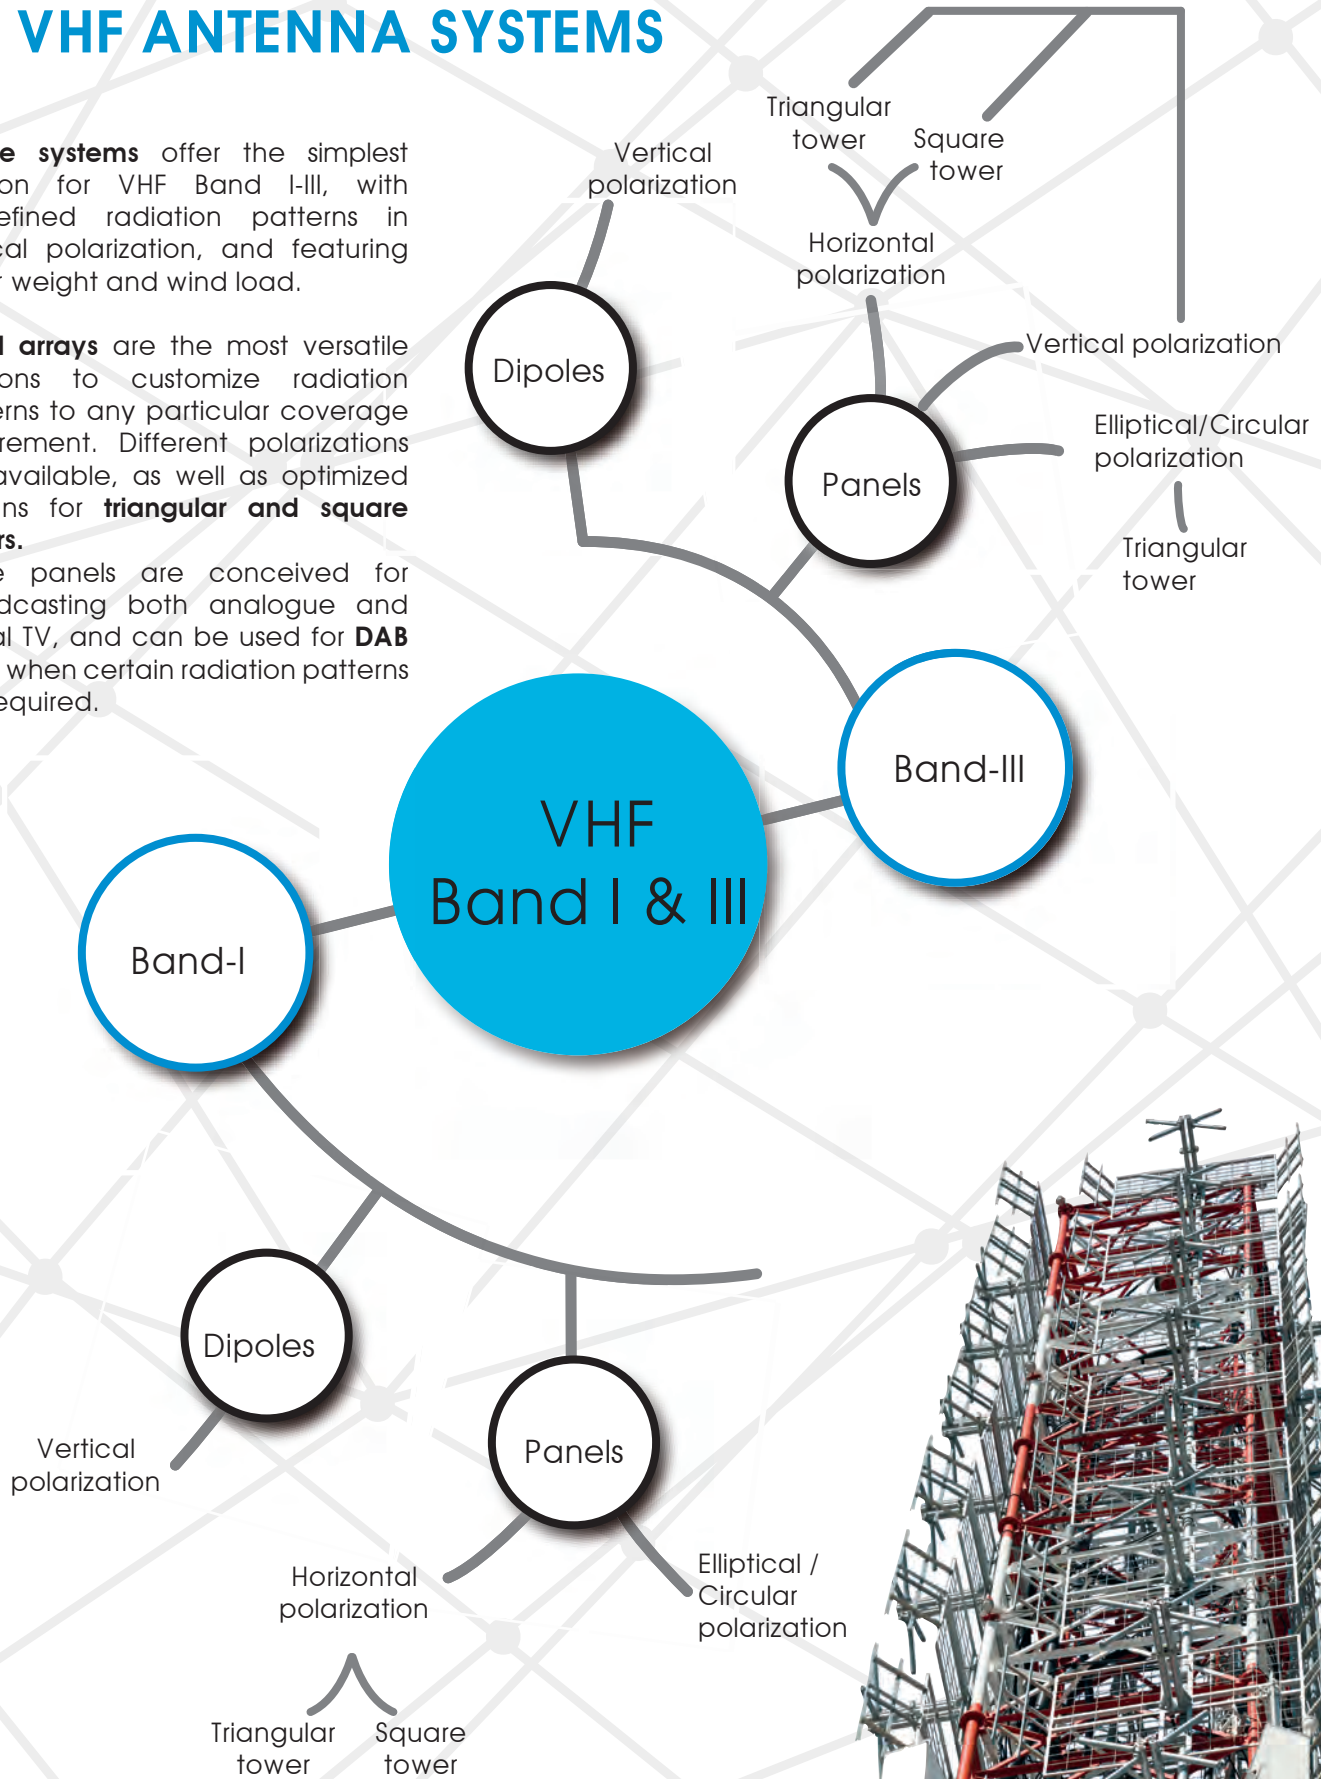 VHF ANTENNA SYSTEMS
e systems offer the simplest
on for VHF Band I-III, with
efined radiation patterns in
cal polarization, and featuring
r weight and wind load.
l arrays are the most versatile
ons to customize radiation
erns to any particular coverage
rement. Different polarizations
available, as well as optimized
ns for triangular and square
rs.
e panels are conceived for
dcasting both analogue and
al TV, and can be used for DAB
when certain radiation patterns
equired.
Triangular
tower
Square
tower
Vertical
polarization
Horizontal
polarization
Dipoles
Vertical polarization
Elliptical/Circular
polarization
Panels
Triangular
tower
Band-III
VHF
Band I & III
Band-I
Dipoles
Vertical
polarization
Panels
Horizontal
polarization
Elliptical /
Circular
polarization
Triangular
tower
Square
tower